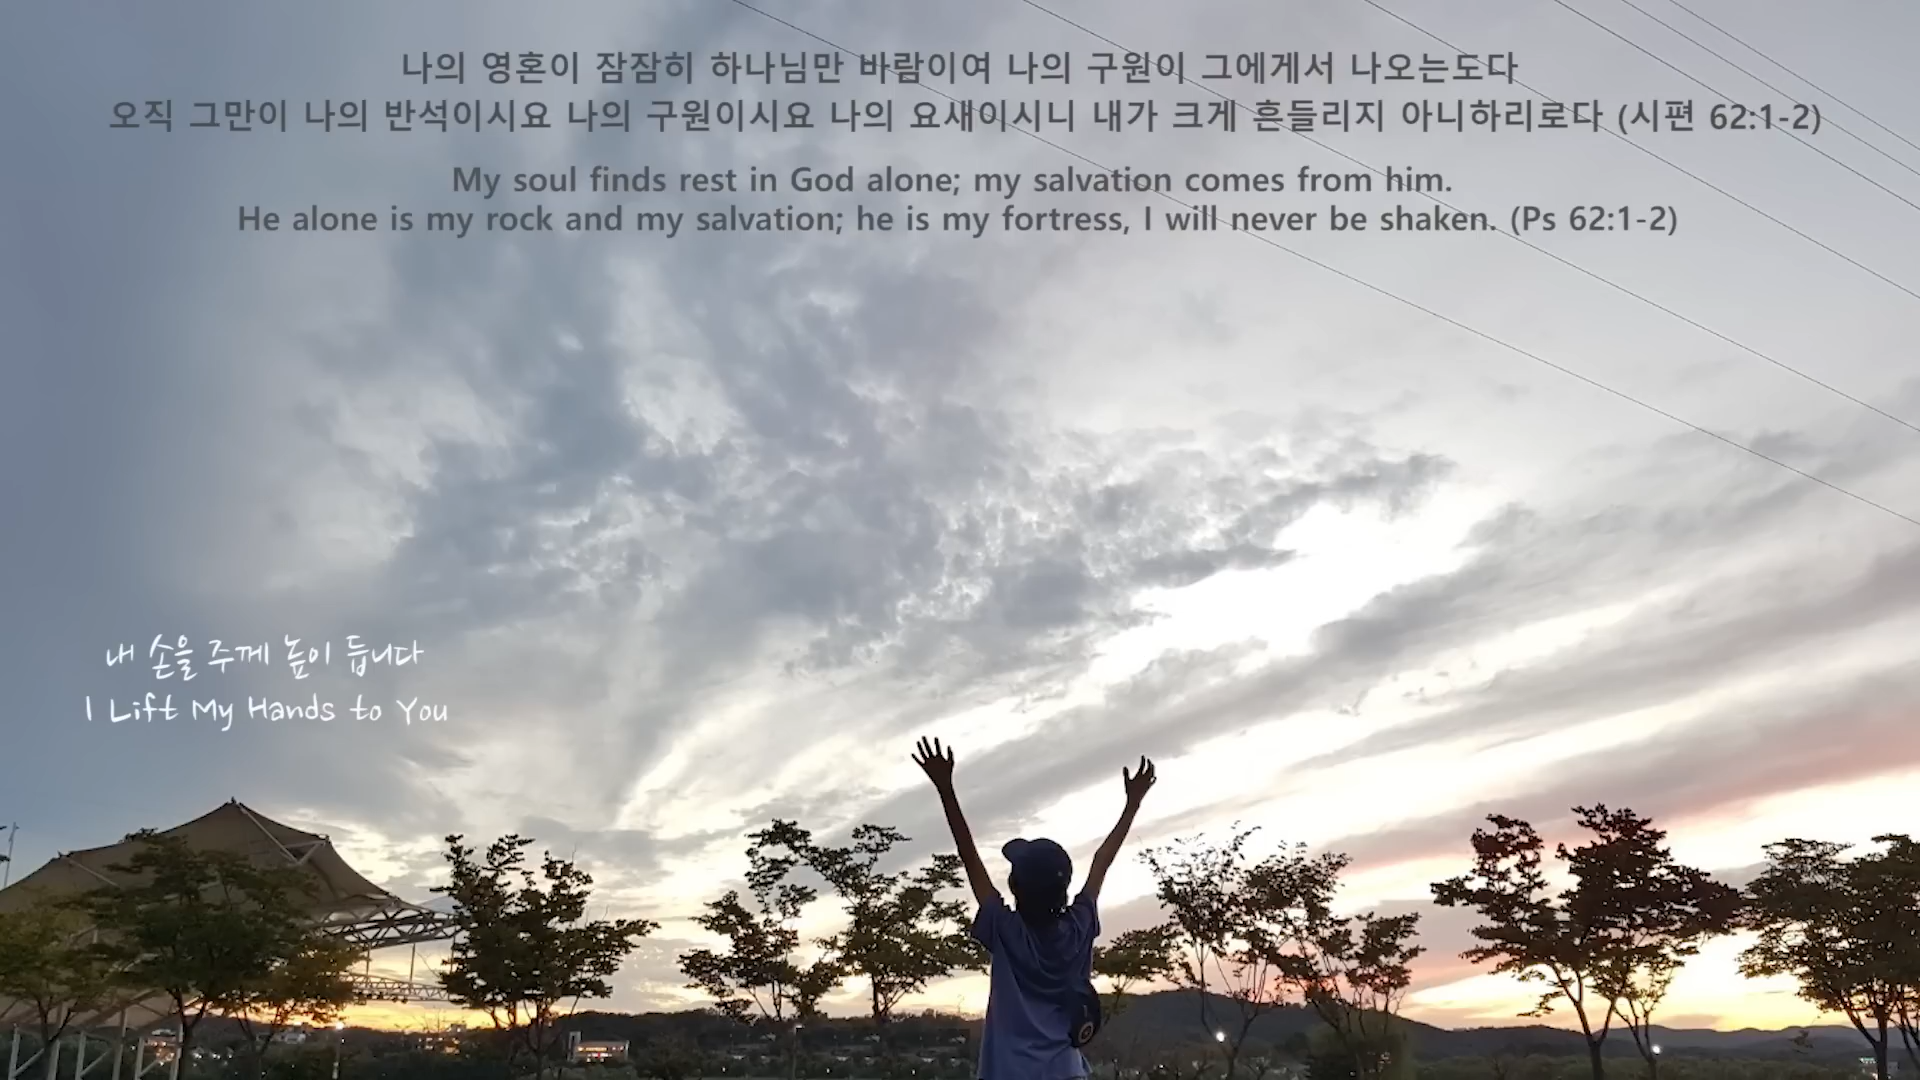 나의 영혼이 잠잠히 하나님만 바람이여 나의 구원이 그에게서 나오는도다
오직 그만이 나의 반석이시요 나의 구원이시요 나의 요새이시니 내가 크게 흔들리지 아니하리로다 (시편 62:1-2)
My soul finds rest in God alone; my salvation comes from him.
He alone is my rock and my salvation; he is my fortress, I will never be shaken. (Ps 62:1-2)
내 손을 주께 높이 듭니다
I Lift My Hands to You